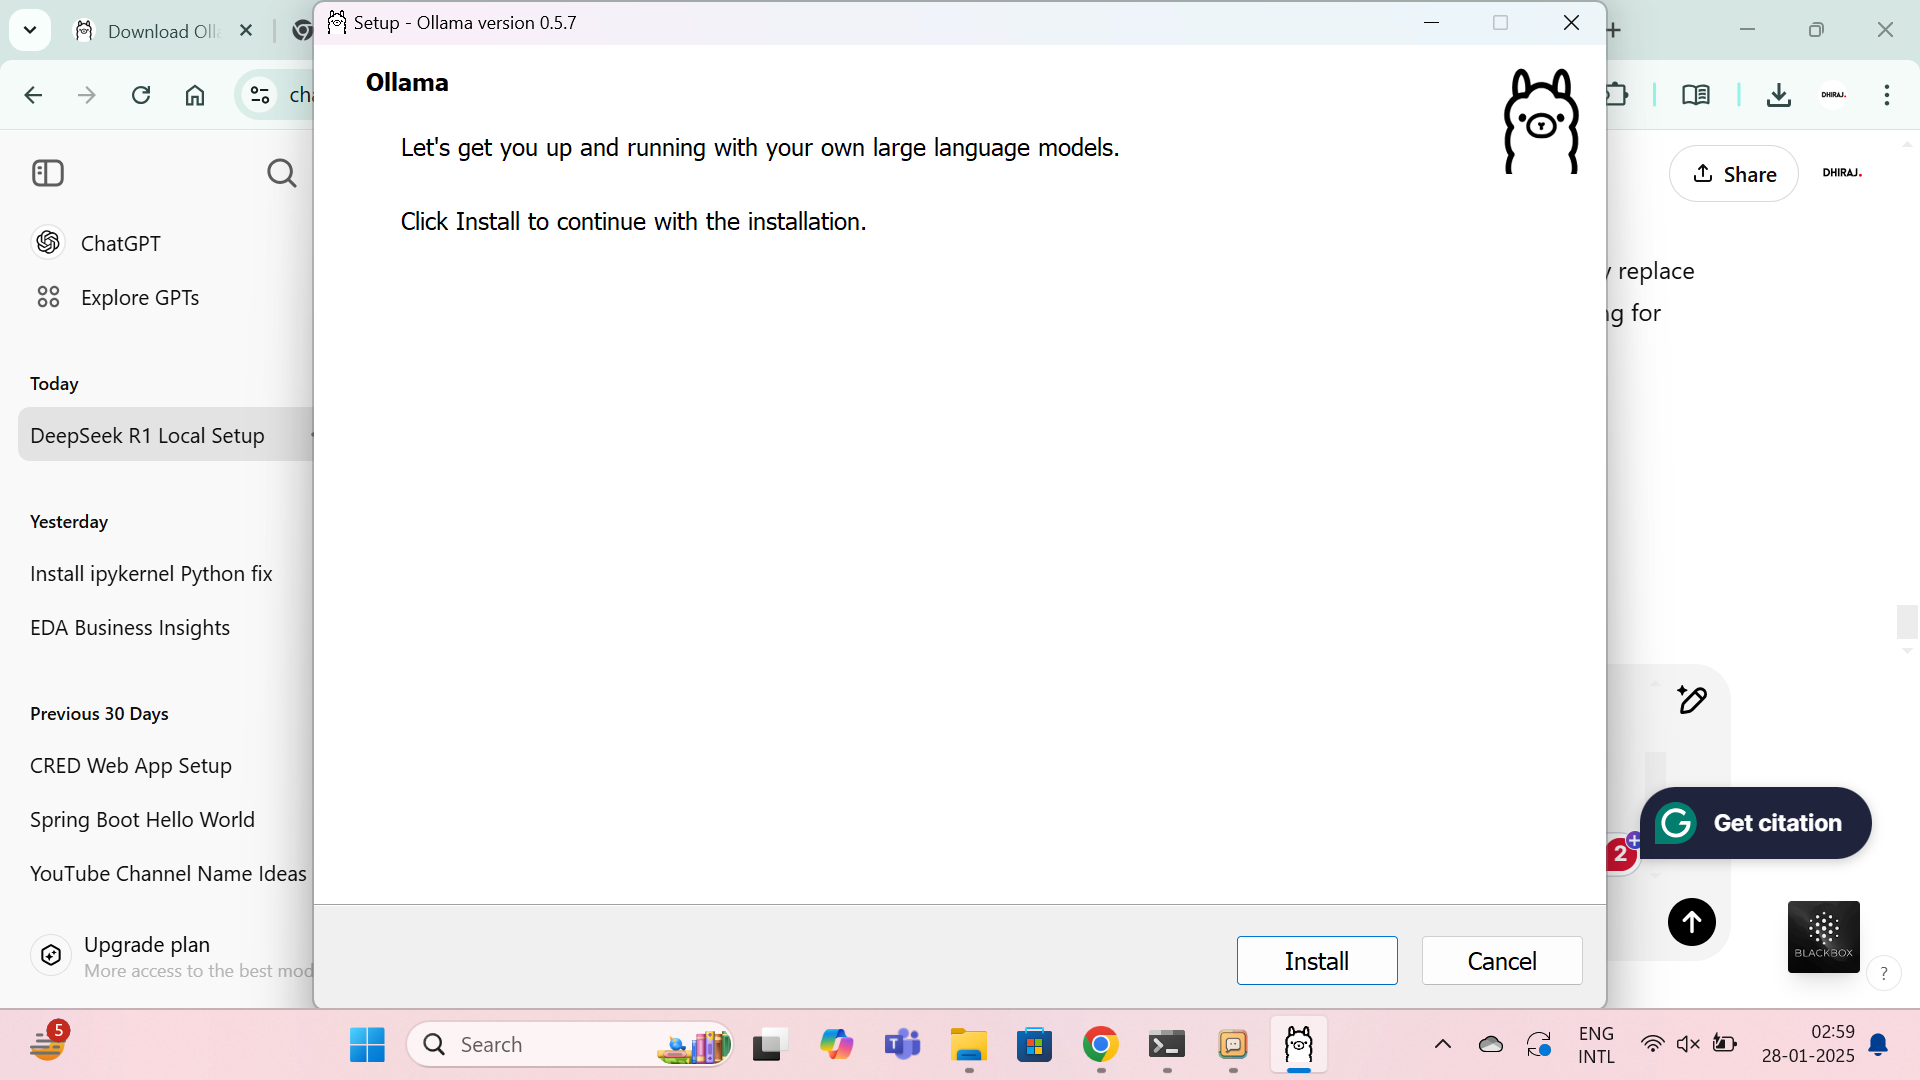 Download Oll
Setup - Ollama version 0.5.7
Ollama
Let's get you up and running with your own large language models.
Click Install to continue with the installation.
Install
Cancel
ChatGPT
Explore GPTs
Today
DeepSeek R1 Local Setup
Yesterday
Install ipykernel Python fix
EDA Business Insights
Previous 30 Days
CRED Web App Setup
Spring Boot Hello World
YouTube Channel Name Ideas
Upgrade plan
More access to the best mod
DHIRAJ.
Share
DHIRAJ.
replace
g for
2
Get citation
BLACKBOX
?
5
Search
ENG
INTL
02:59
28-01-2025